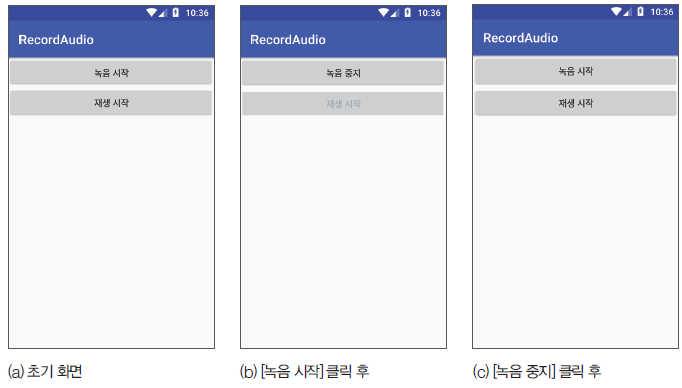 10:36
RecordAudio
녹음 시작
재생 시작
(a) 초기 화면
10:36
RecordAudio
녹음 중지
재생 시작
(b) [녹음 시작] 클릭 후
10:36
RecordAudio
녹음 시작
재생 시작
(c) [녹음 중지] 클릭 후